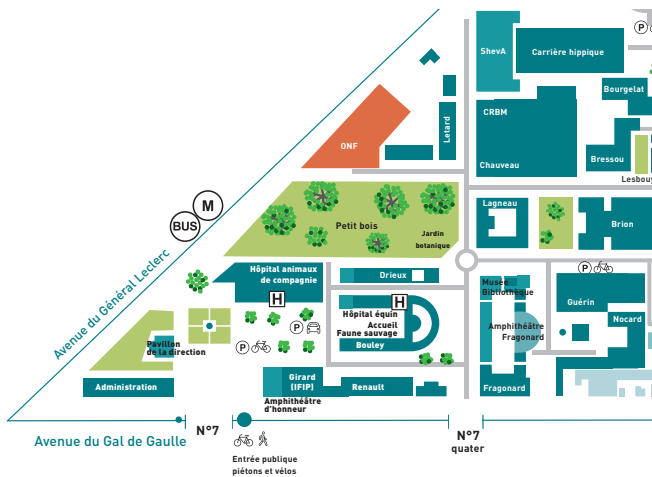 P
ShevA
Carrière hippique
Bourgelat
CRBM
Letard
ONF
Chauveau
Bressou
M
BUS
Petit bois
Jardin
botanique
Lagneau
Brion
Avenue du Général Leclerc
Hôpital animaux
de compagnie
H
Drieux
Musée
Bibliothèque
P
Guérin
H
Hôpital équin
Accueil
Faune sauvage
Bouley
P
P
Pavillon
de la direction
Amphithéâtre
Fragonard
Nocard
Administration
Girard
(IFIP)
Renault
Fragonard
Amphithéâtre
d'honneur
Avenue du Gal de Gaulle
N°7
N°7
quater
Entrée publique
piétons et vélos